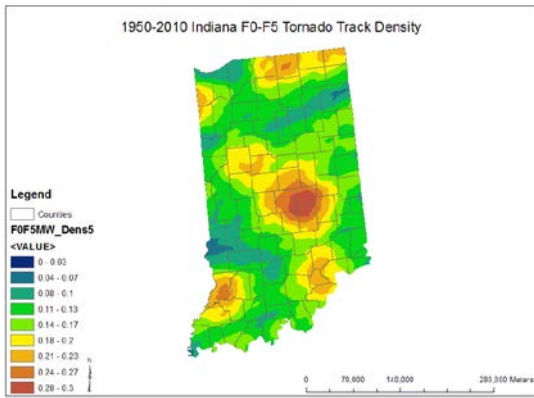 1950-2010 Indiana F0-F5 Tornado Track Density
Legend
Counties
F0F5MW_Dens5
<VALUE>
0 - 0.03
0.04 - 0.07
0.08 - 0.1
0.11 - 0.13
0.14 - 0.17
0.18 - 0.2
0.21 - 0.23
0.24 - 0.27
0.28 - 0.3
0 70,000 140,000 280,000 Meters